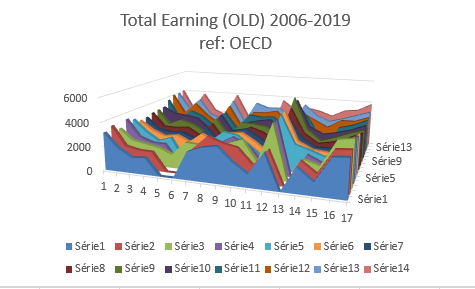 Total Earning (OLD) 2006-2019
ref: OECD
6000
4000
2000
0
1 2 3 4 5 6 7 8 9 10 11 12 13 14 15 16 17
Série13
Série9
Série5
Série1
Série1 Série2 Série3 Série4 Série5 Série6 Série7
Série8 Série9 Série10 Série11 Série12 Série13 Série14